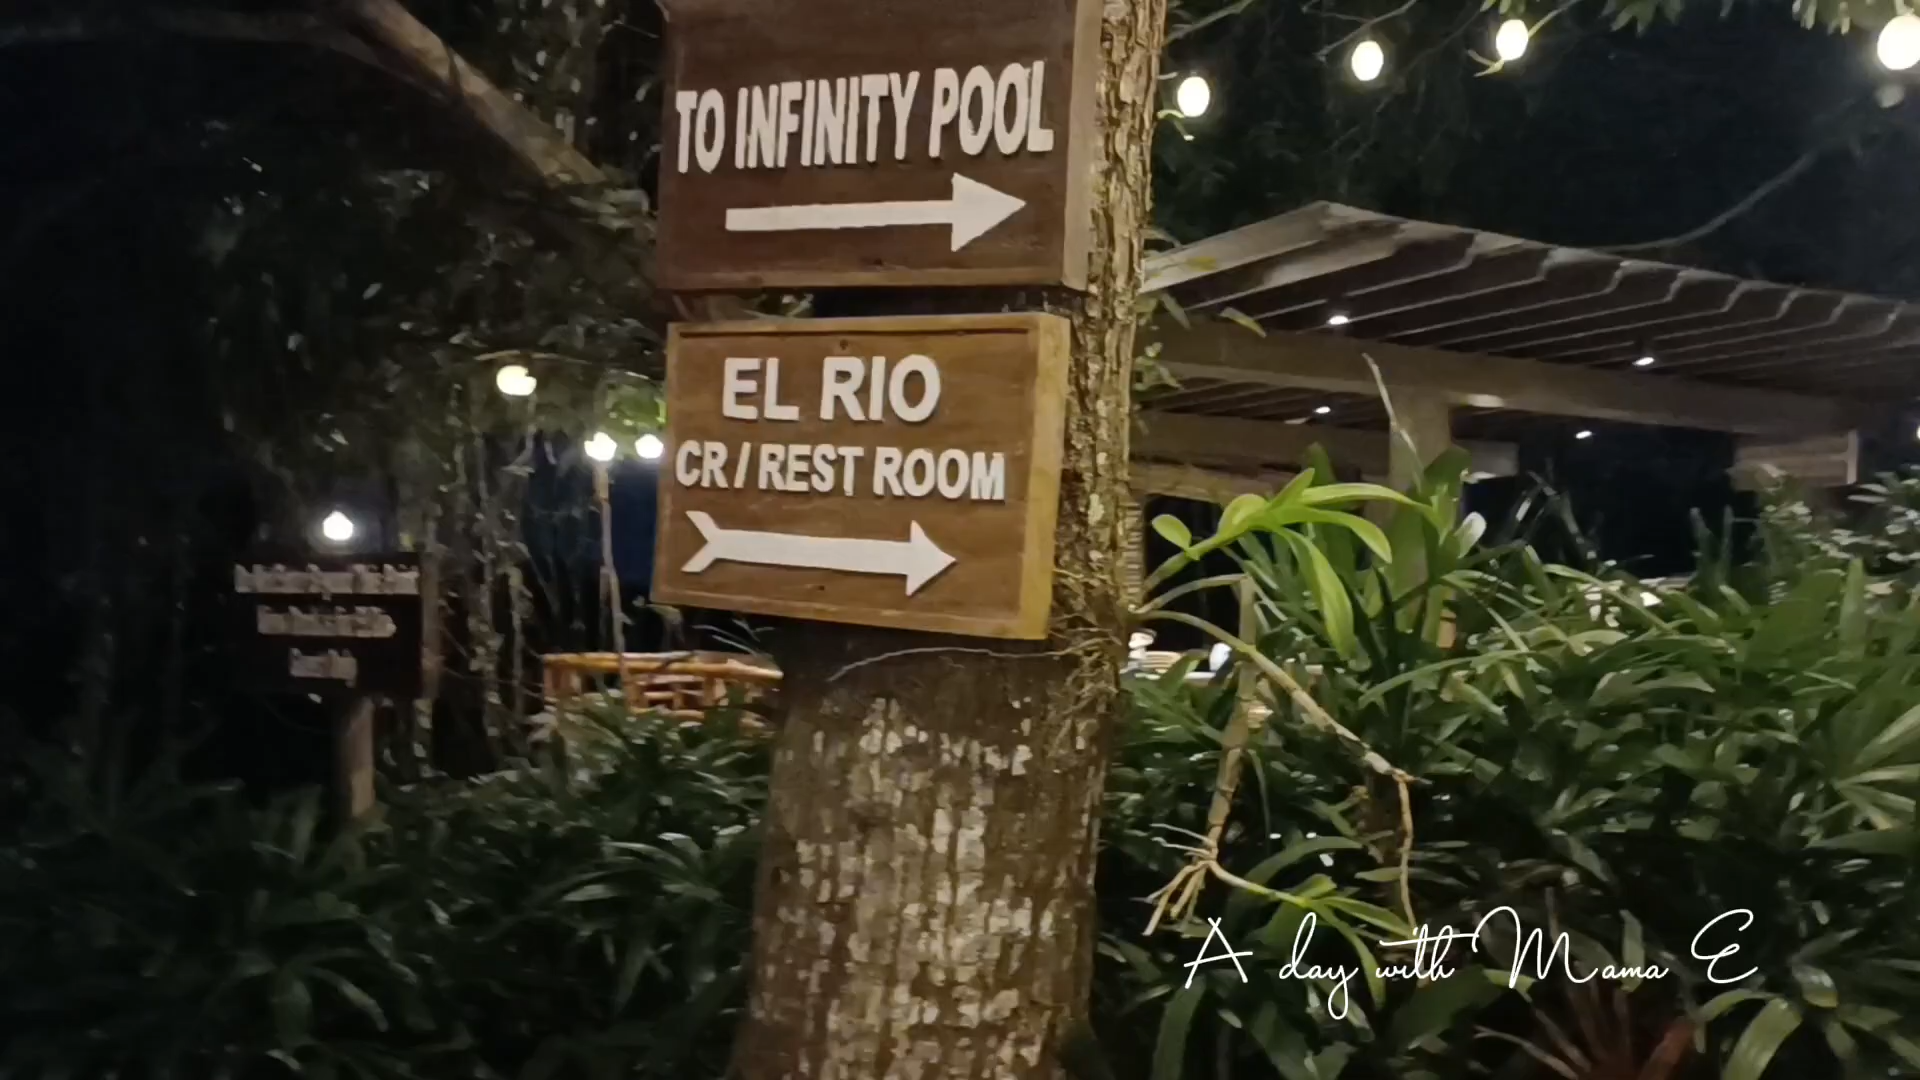 TO INFINITY POOL
EL RIO
CR / REST ROOM
A day with Mama E